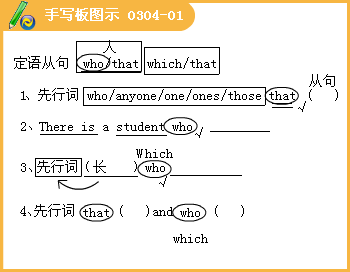 手写板图示 0304-01
人
定语从句 who/that which/that
从句
1、先行词 who/anyone/one/ones/those that ( )
2、There is a student who
Which
3、先行词(长 ) who
4、先行词 that ( )and who ( )
which